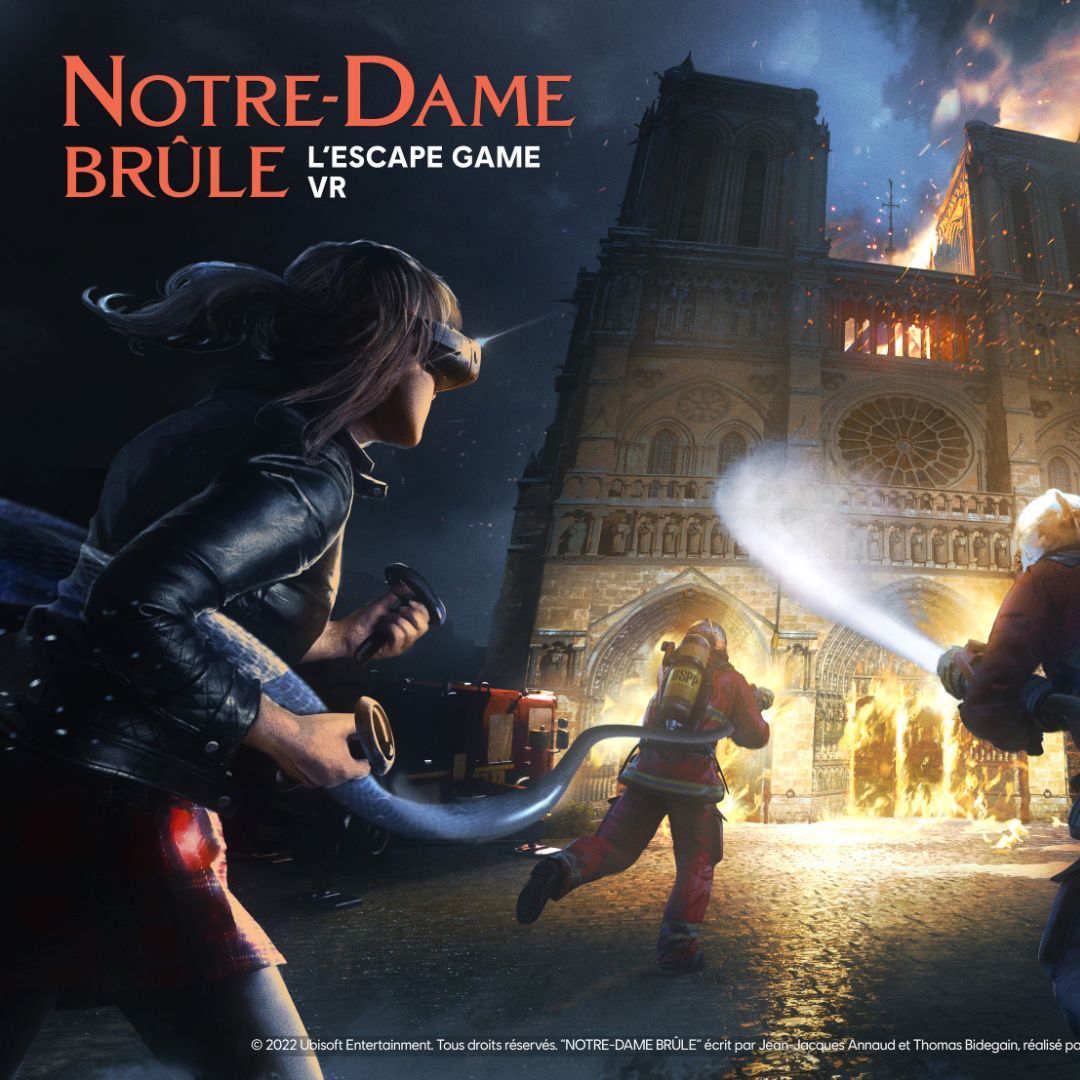 NOTRE-DAME
BRÛLE L'ESCAPE GAME
VR
© 2022 Ubisoft Entertainment. Tous droits réservés. "NOTRE-DAME BRÛLE" écrit par Jean-Jacques Annaud et Thomas Bidegain, réalisé pa